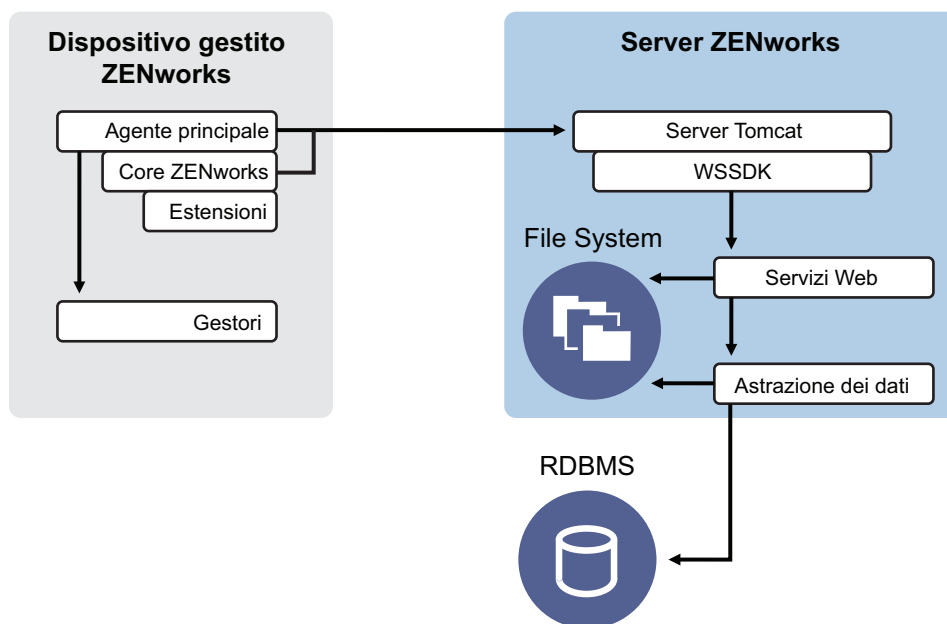 Dispositivo gestito
ZENworks
Agente principale
Core ZENworks
Estensioni
Gestori
Server ZENworks
Server Tomcat
WSSDK
File System
Servizi Web
Astrazione dei dati
RDBMS